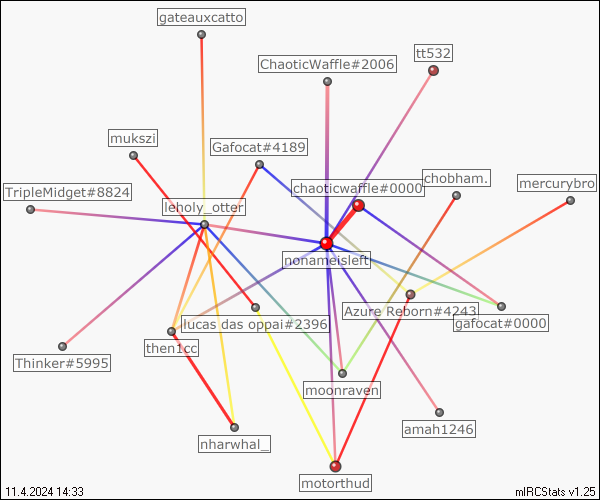 gateauxcatto
tt532
ChaoticWaffle#2006
mukszi
Gafocat#4189
chobham.
mercurybro
TripleMidget#8824
chaoticwaffle#0000
leholy_otter
nonameisleft
Azure Reborn#4243
lucas das oppai#2396
gafocat#0000
then1cc
Thinker#5995
moonraven
amah1246
nharwhal_
motorthud
11.4.2024 14:33
mIRCStats v1.25